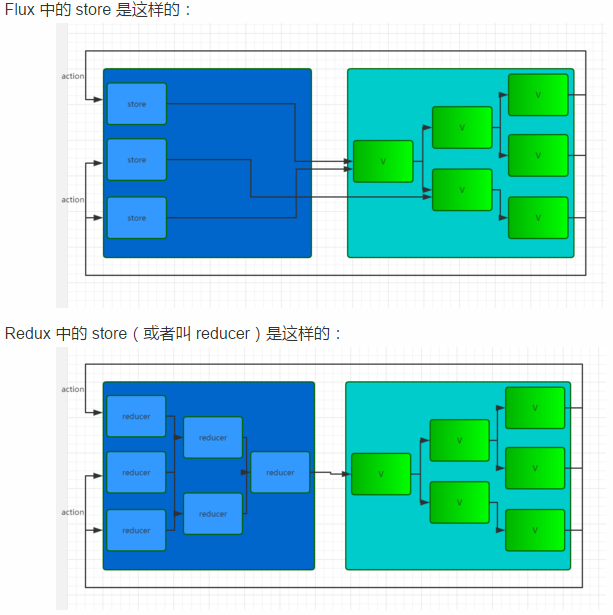 Flux 中的 store 是这样的：
action
store
V
store
V
V
V
store
action
V
V
Redux 中的 store（或者叫 reducer）是这样的：
action
reducer
V
reducer
V
reducer
reducer
V
V
V
action
reducer
reducer
V